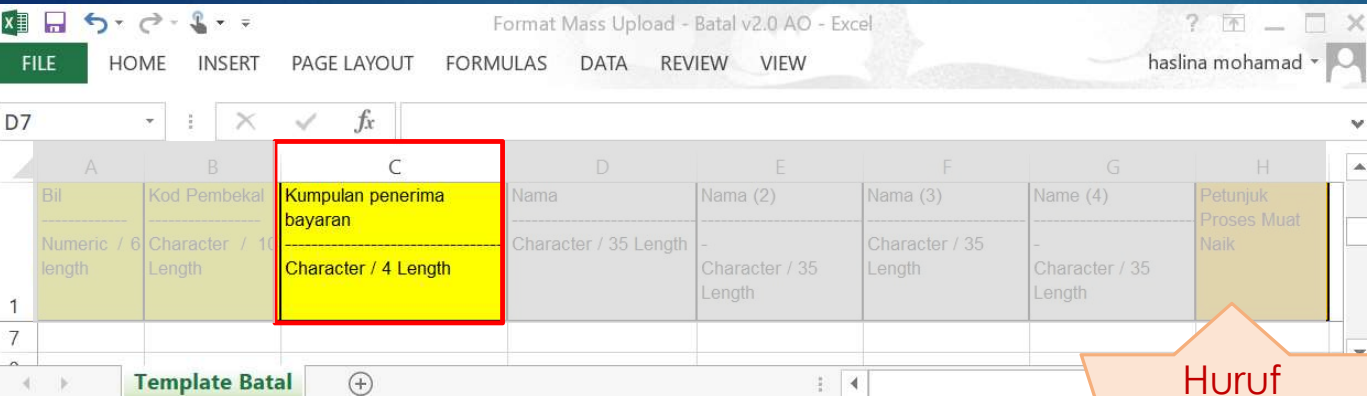 Format Mass Upload - Batal v2.0 AO - Excel
FILE HOME INSERT PAGE LAYOUT FORMULAS DATA REVIEW VIEW haslina mohamad
D7 fx
A B C D E F G H
Bil
------------
Numeric / 6 length
Kod Pembekal
----------------
Character / 10 Length
Kumpulan penerima
bayaran
---------------------------------
Character / 4 Length
Nama
----------------------------
Character / 35 Length
Nama (2)
----------------------------
-
Character / 35
Length
Nama (3)
----------------------------
Character / 35
Length
Name (4)
----------------------------
-
Character / 35
Length
Petunjuk
Proses Muat
Naik
1
7
Template Batal
Huruf